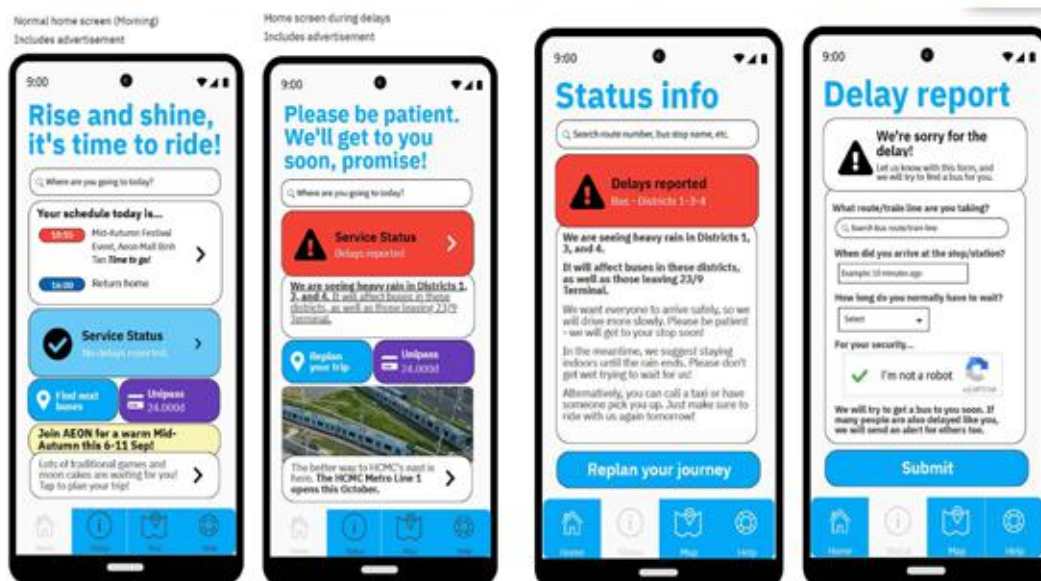 Normal home screen (Morning)
Includes advertisement
Home screen during delays
Includes advertisement
9:00
Rise and shine,
it's time to ride!
Where are you going to today?
Your schedule today is...
Mid-Autumn Festival
Event, Aeon Mall Binh
Tan Time to go!
16:00 Return home
Service Status
No delays reported
Find next
buses
Unipass
24.000đ
Join AEON for a warm Mid-
Autumn this 6-11 Sep!
Lots of traditional games and
moon cakes are waiting for you!
Tap to plan your trip!
Home
Status
Map
Help
9:00
Please be patient.
We'll get to you
soon, promise!
Where are you going to today?
Service Status
Delays reported
We are seeing heavy rain in Districts 1,
3, and 4. It will affect buses in these
districts, as well as those leaving 23/9
Terminal.
Replan
your trip
Unipass
24.000đ
The better way to HCMC's east is
here. The HCMC Metro Line 1
opens this October.
Home
Status
Map
Help
9:00
Status info
Search route number, bus stop name, etc.
Delays reported
Bus - Districts 1-3-4
We are seeing heavy rain in Districts 1,
3, and 4.
It will affect buses in these districts,
as well as those leaving 23/9
Terminal.
We want everyone to arrive safely, so we
will drive more slowly. Please be patient
- we will get to your stop soon!
In the meantime, we suggest staying
indoors until the rain ends. Please don't
get wet trying to wait for us!
Alternatively, you can call a taxi or have
someone pick you up. Just make sure to
ride with us again tomorrow!
Replan your journey
Home
Status
Map
Help
9:00
Delay report
We're sorry for the
delay!
Let us know with this form, and
we will try to find a bus for you.
What route/train line are you taking?
Search bus route/train line
When did you arrive at the stop/station?
Example: 10 minutes ago
How long do you normally have to wait?
Select
For your security...
I'm not a robot
reCAPTCHA
We will try to get a bus to you soon. If
many people are also delayed like you,
we will send an alert for others too.
Submit
Home
Status
Map
Help